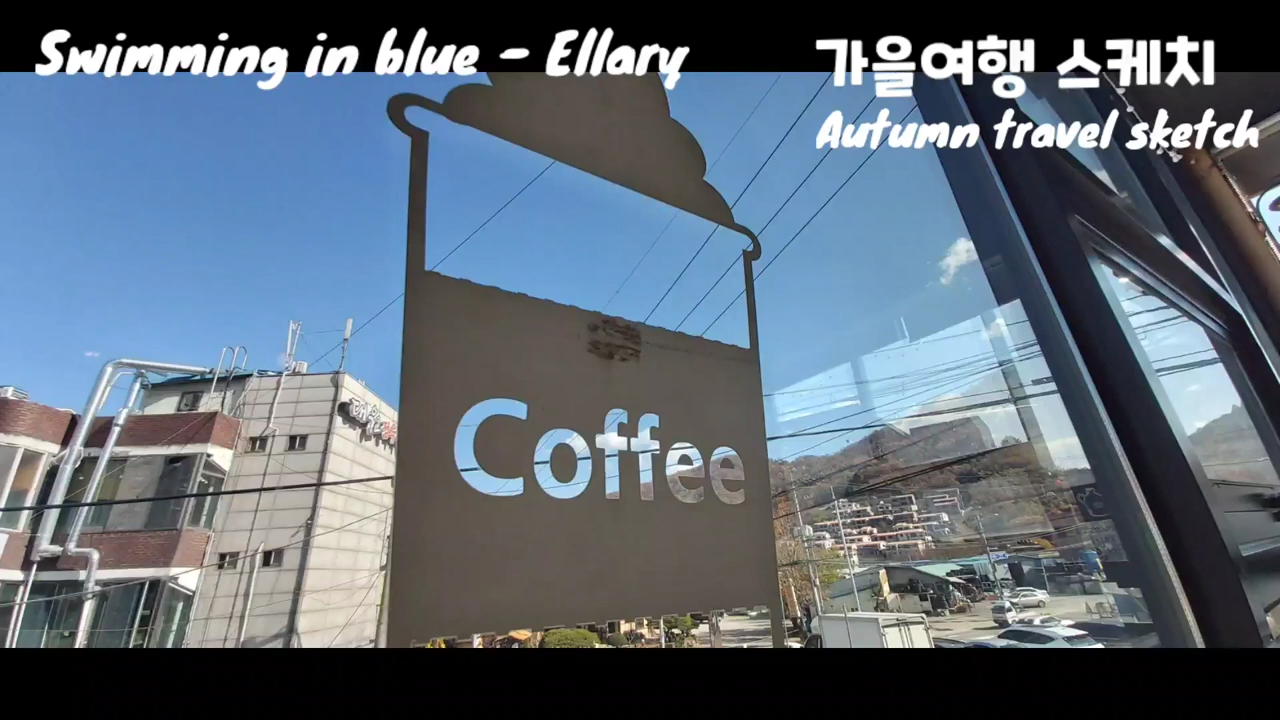 Swimming in blue - Ellary
가을여행 스케치
Autumn travel sketch
Coffee